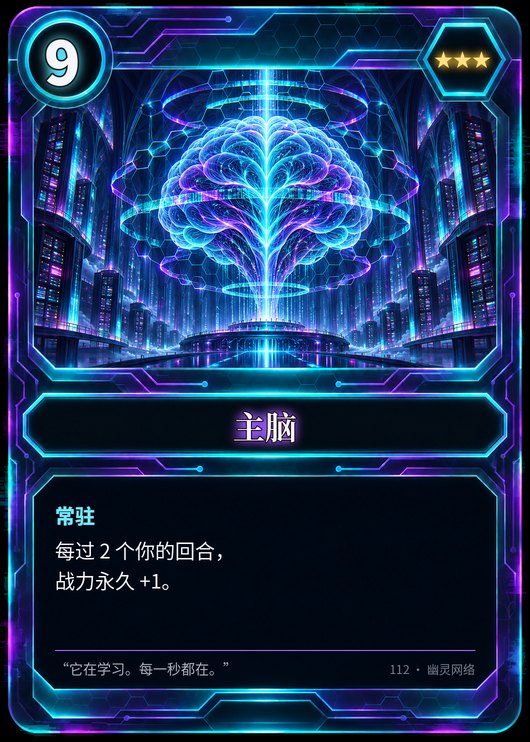 9
★★★
主脑
常驻
每过 2 个你的回合，
战力永久 +1。
“它在学习。每一秒都在。”
112 · 幽灵网络